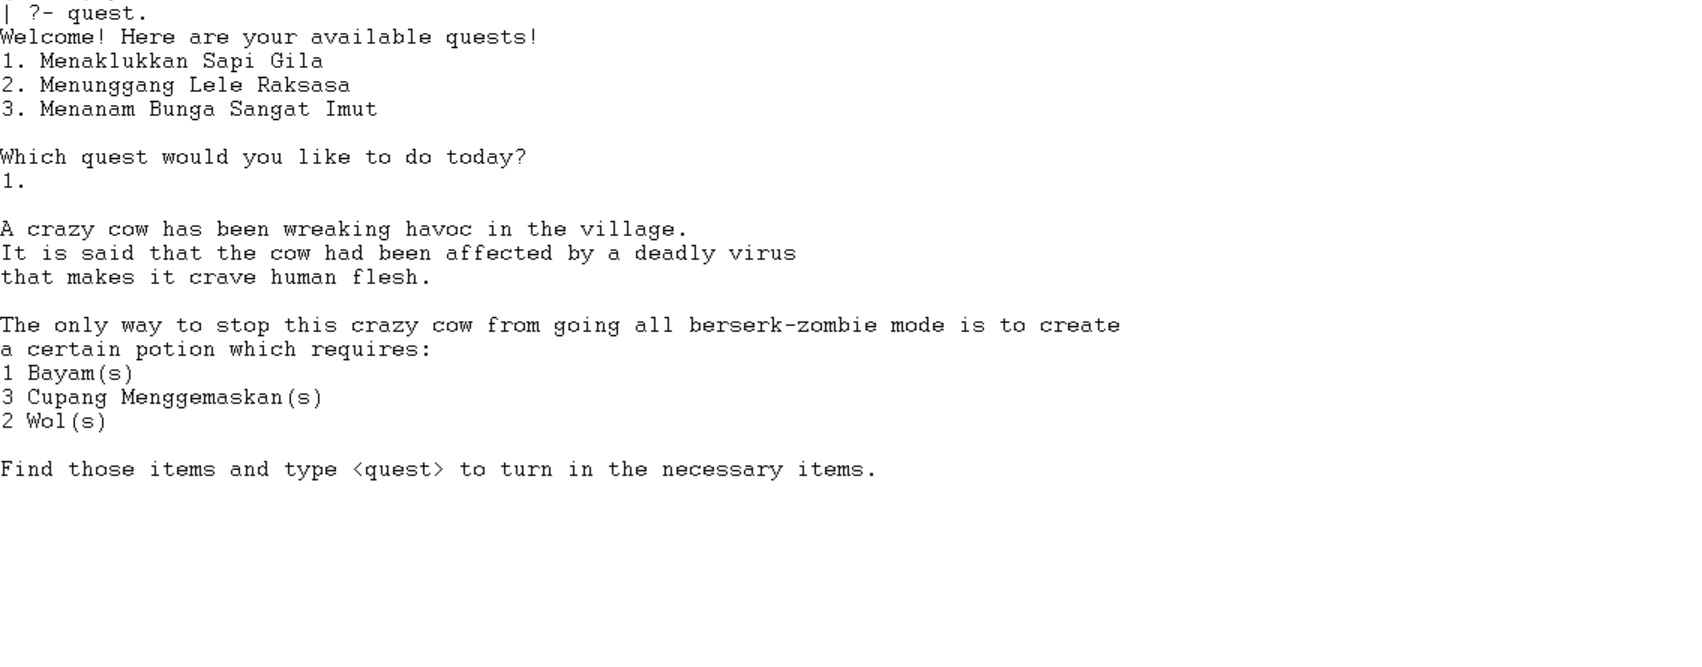 | ?- quest.
Welcome! Here are your available quests!
1. Menaklukkan Sapi Gila
2. Menunggang Lele Raksasa
3. Menanam Bunga Sangat Imut
Which quest would you like to do today?
1.
A crazy cow has been wreaking havoc in the village.
It is said that the cow had been affected by a deadly virus
that makes it crave human flesh.
The only way to stop this crazy cow from going all berserk-zombie mode is to create
a certain potion which requires:
1 Bayam(s)
3 Cupang Menggemaskan(s)
2 Wol(s)
Find those items and type <quest> to turn in the necessary items.